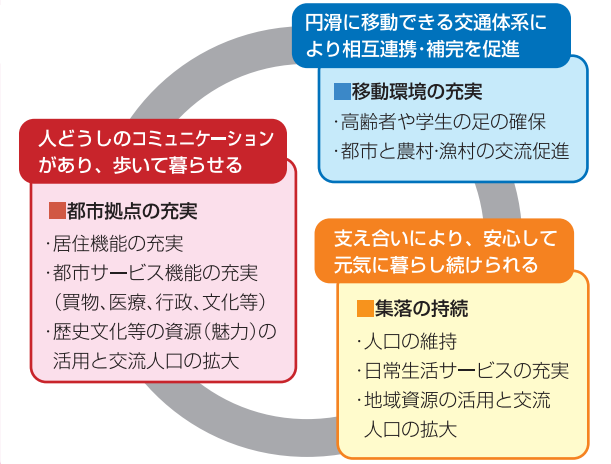 円滑に移動できる交通体系に
より相互連携・補完を促進
■移動環境の充実
・高齢者や学生の足の確保
・都市と農村・漁村の交流促進
人どうしのコミュニケーション
があり、歩いて暮らせる
■都市拠点の充実
・居住機能の充実
・都市サービス機能の充実
（買物、医療、行政、文化等）
・歴史文化等の資源（魅力）の
活用と交流人口の拡大
支え合いにより、安心して
元気に暮らし続けられる
■集落の持続
・人口の維持
・日常生活サービスの充実
・地域資源の活用と交流
人口の拡大